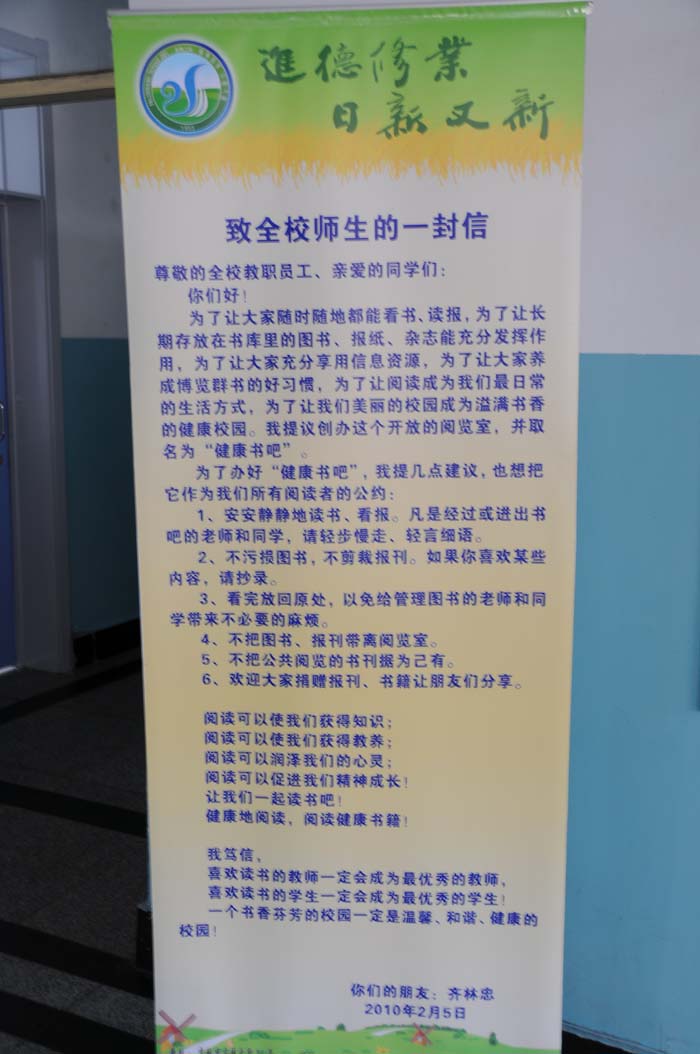 進德修業
日新又新
致全校师生的一封信
尊敬的全校教职员工、亲爱的同学们：
你们好！
为了让大家随时随地都能看书、读报，为了让长
期存放在书库里的图书、报纸、杂志能充分发挥作
用，为了让大家充分享用信息资源，为了让大家养
成博览群书的好习惯，为了让阅读成为我们最日常
的生活方式，为了让我们美丽的校园成为溢满书香
的健康校园。我提议创办这个开放的阅览室，并取
名为“健康书吧”。
为了办好“健康书吧”，我提几点建议，也想把
它作为我们所有阅读者的公约：
1、安安静静地读书、看报。凡是经过或进出书
吧的老师和同学，请轻步慢走、轻言细语。
2、不污损图书，不剪裁报刊。如果你喜欢某些
内容，请抄录。
3、看完放回原处，以免给管理图书的老师和同
学带来不必要的麻烦。
4、不把图书、报刊带离阅览室。
5、不把公共阅览的书刊据为己有。
6、欢迎大家捐赠报刊、书籍让朋友们分享。
阅读可以使我们获得知识；
阅读可以使我们获得教养；
阅读可以润泽我们的心灵；
阅读可以促进我们精神成长！
让我们一起读书吧！
健康地阅读，阅读健康书籍！
我笃信，
喜欢读书的教师一定会成为最优秀的教师，
喜欢读书的学生一定会成为最优秀的学生！
一个书香芬芳的校园一定是温馨、和谐、健康的
校园！
你们的朋友：齐林忠
2010年2月5日